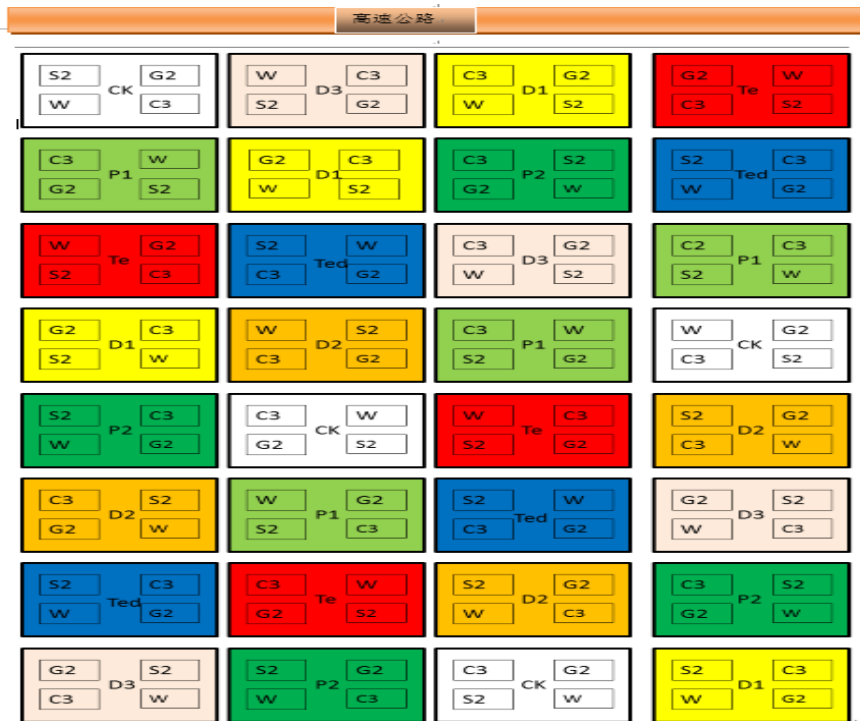 高速公路
S2 G2 W C3 C3 G2 G2 W
CK D3 D1 Te
W C3 S2 G2 W S2 C3 S2
C3 W G2 C3 C3 S2 S2 C3
P1 D1 P2 Ted
G2 S2 W S2 G2 W W G2
W G2 S2 W C3 G2 C2 C3
Te Ted D3 P1
S2 C3 C3 G2 W S2 S2 W
G2 C3 W S2 C3 W W G2
D1 D2 P1 CK
S2 W C3 G2 S2 G2 C3 S2
S2 C3 C3 W W C3 S2 G2
P2 CK Te D2
W G2 G2 S2 S2 G2 C3 W
C3 S2 W G2 S2 W G2 S2
D2 P1 Ted D3
G2 W S2 C3 C3 G2 W C3
S2 C3 C3 W S2 G2 C3 S2
Ted Te D2 P2
W G2 G2 S2 W C3 G2 W
G2 S2 S2 G2 C3 G2 S2 C3
D3 P2 CK D1
C3 W W C3 S2 W W G2